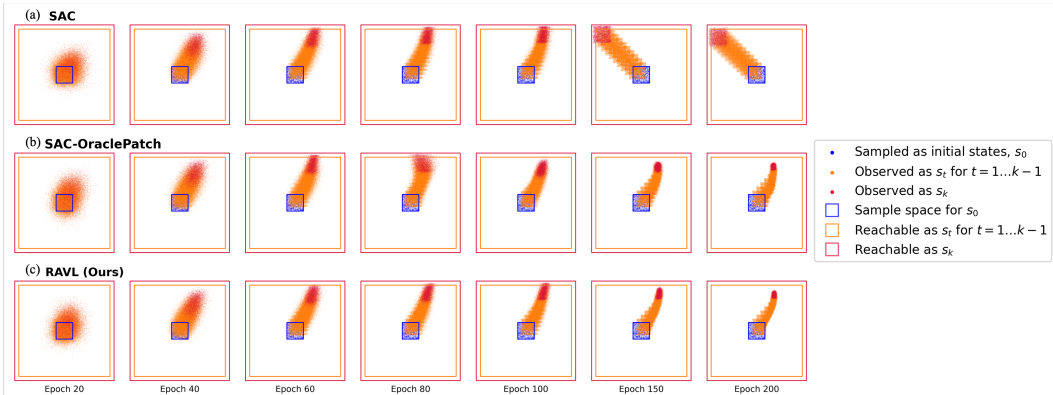 (a) SAC
(b) SAC-OraclePatch
Sampled as initial states, s₀
Observed as sₜ for t = 1...k − 1
Observed as sₖ
Sample space for s₀
Reachable as sₜ for t = 1...k − 1
Reachable as sₖ
(c) RAVL (Ours)
Epoch 20 Epoch 40 Epoch 60 Epoch 80 Epoch 100 Epoch 150 Epoch 200